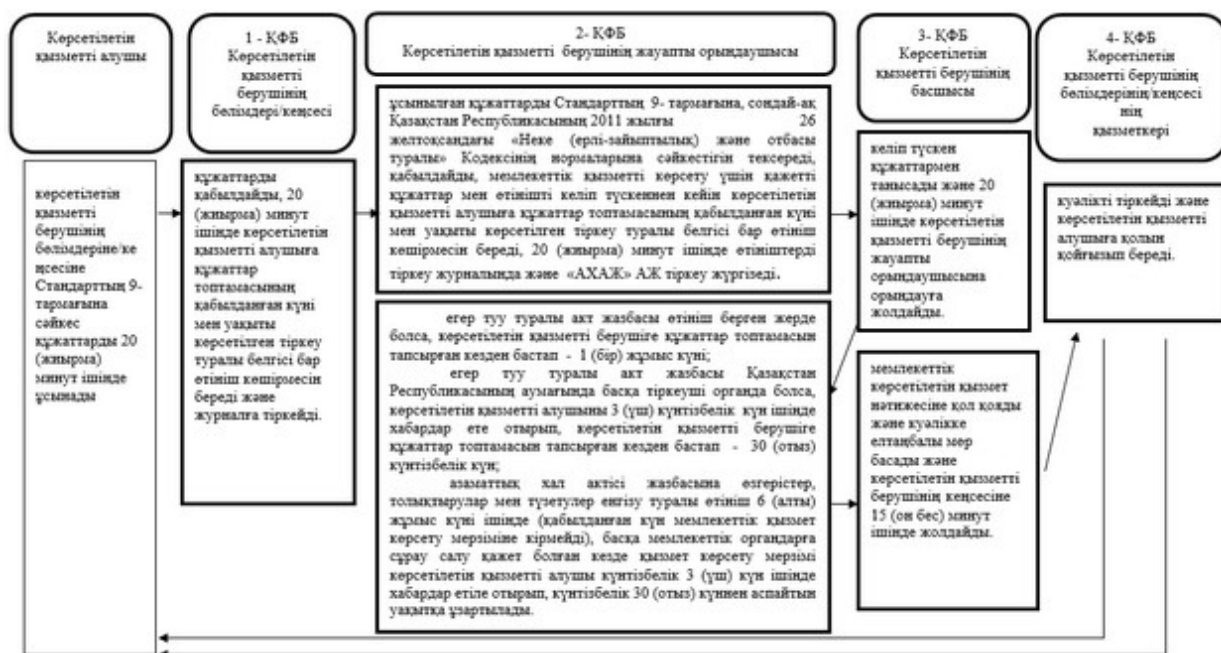 Көрсетілетін
қызметті алушы
1 - ҚФБ
Көрсетілетін
қызметті
берушінің
бөлімдері/кеңсесі
2- ҚФБ
Көрсетілетін қызметті берушінің жауапты орындаушысы
3- ҚФБ
Көрсетілетін
қызметті берушінің
басшысы
4- ҚФБ
Көрсетілетін
қызметті берушінің
бөлімдерінің/кеңсесі
нің
қызметкері
көрсетілетін
қызметті
берушінің
бөлімдеріне/ке
ңсесіне
Стандарттың 9-
тармағына
сәйкес
құжаттарды 20
(жиырма)
минут ішінде
ұсынады
құжаттарды
қабылдайды, 20
(жиырма) минут
ішінде көрсетілетін
қызметті алушыға
құжаттар
топтамасының
қабылданған күні
мен уақыты
көрсетілген тіркеу
туралы белгісі бар
өтініш көшірмесін
береді және
журналға тіркейді.
ұсынылған құжаттарды Стандарттың 9- тармағына, сондай-ақ
Қазақстан Республикасының 2011 жылғы 26
желтоқсандағы «Неке (ерлі-зайыптылық) және отбасы
туралы» Кодексінің нормаларына сәйкестігін тексереді,
қабылдайды, мемлекеттік қызметті көрсету үшін қажетті
құжаттар мен өтінішті келіп түскеннен кейін көрсетілетін
қызметті алушыға құжаттар топтамасының қабылданған күні
мен уақыты көрсетілген тіркеу туралы белгісі бар өтініш
көшірмесін береді, 20 (жиырма) минут ішінде өтініштерді
тіркеу журналында және «АХАЖ» АЖ тіркеу жүргізеді.
егер туу туралы акт жазбасы өтініш берген жерде
болса, көрсетілетін қызметті берушіге құжаттар топтамасын
тапсырған кезден бастап - 1 (бір) жұмыс күні;
егер туу туралы акт жазбасы Қазақстан
Республикасының аумағында басқа тіркеуші органда болса,
көрсетілетін қызметті алушыны 3 (үш) күнтізбелік күн ішінде
хабардар ете отырып, көрсетілетін қызметті берушіге
құжаттар топтамасын тапсырған кезден бастап - 30 (отыз)
күнтізбелік күн;
азаматтық хал актісі жазбасына өзгерістер,
толықтырулар мен түзетулер енгізу туралы өтініш 6 (алты)
жұмыс күні ішінде (қабылданған күн мемлекеттік қызмет
көрсету мерзіміне кірмейді), басқа мемлекеттік органдарға
сұрау салу қажет болған кезде қызмет көрсету мерзімі
көрсетілетін қызметті алушы күнтізбелік 3 (үш) күн ішінде
хабардар етіле отырып, күнтізбелік 30 (отыз) күннен аспайтын
уақытқа ұзартылады.
келіп түскен
құжаттармен
танысады және 20
(жиырма) минут
ішінде көрсетілетін
қызметті берушінің
жауапты
орындаушысына
орындауға
жолдайды.
мемлекеттік
көрсетілетін қызмет
нәтижесіне қол қояды
және куәлікке
елтаңбалы мөр
басады және
көрсетілетін қызметті
берушінің кеңсесіне
15 (он бес) минут
ішінде жолдайды.
куәлікті тіркейді және
көрсетілетін қызметті
алушыға қолын
қойғызып береді.